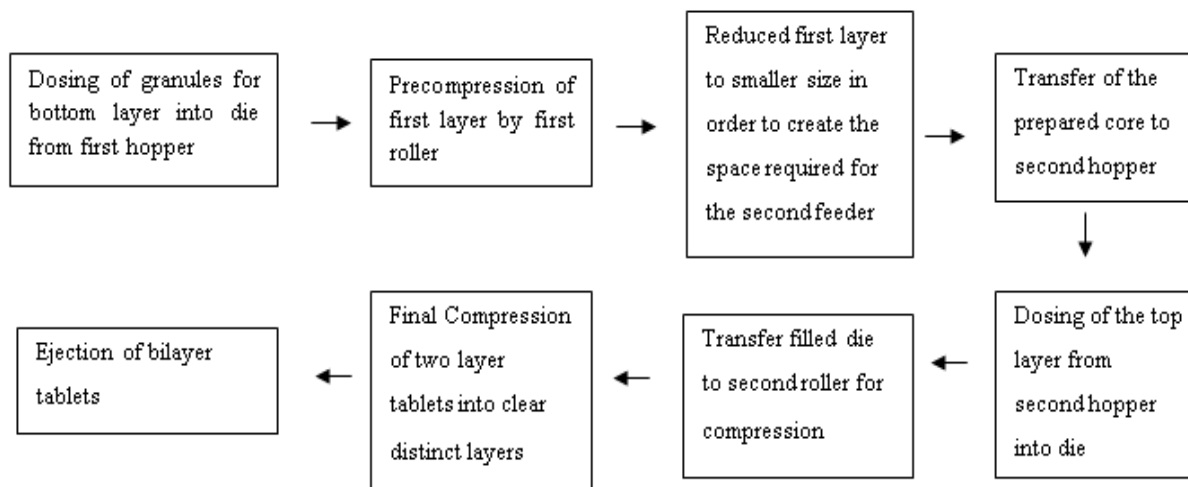 Dosing of granules for
bottom layer into die
from first hopper
Precompression of
first layer by first
roller
Reduced first layer
to smaller size in
order to create the
space required for
the second feeder
Transfer of the
prepared core to
second hopper
Dosing of the top
layer from
second hopper
into die
Transfer filled die
to second roller for
compression
Final Compression
of two layer
tablets into clear
distinct layers
Ejection of bilayer
tablets